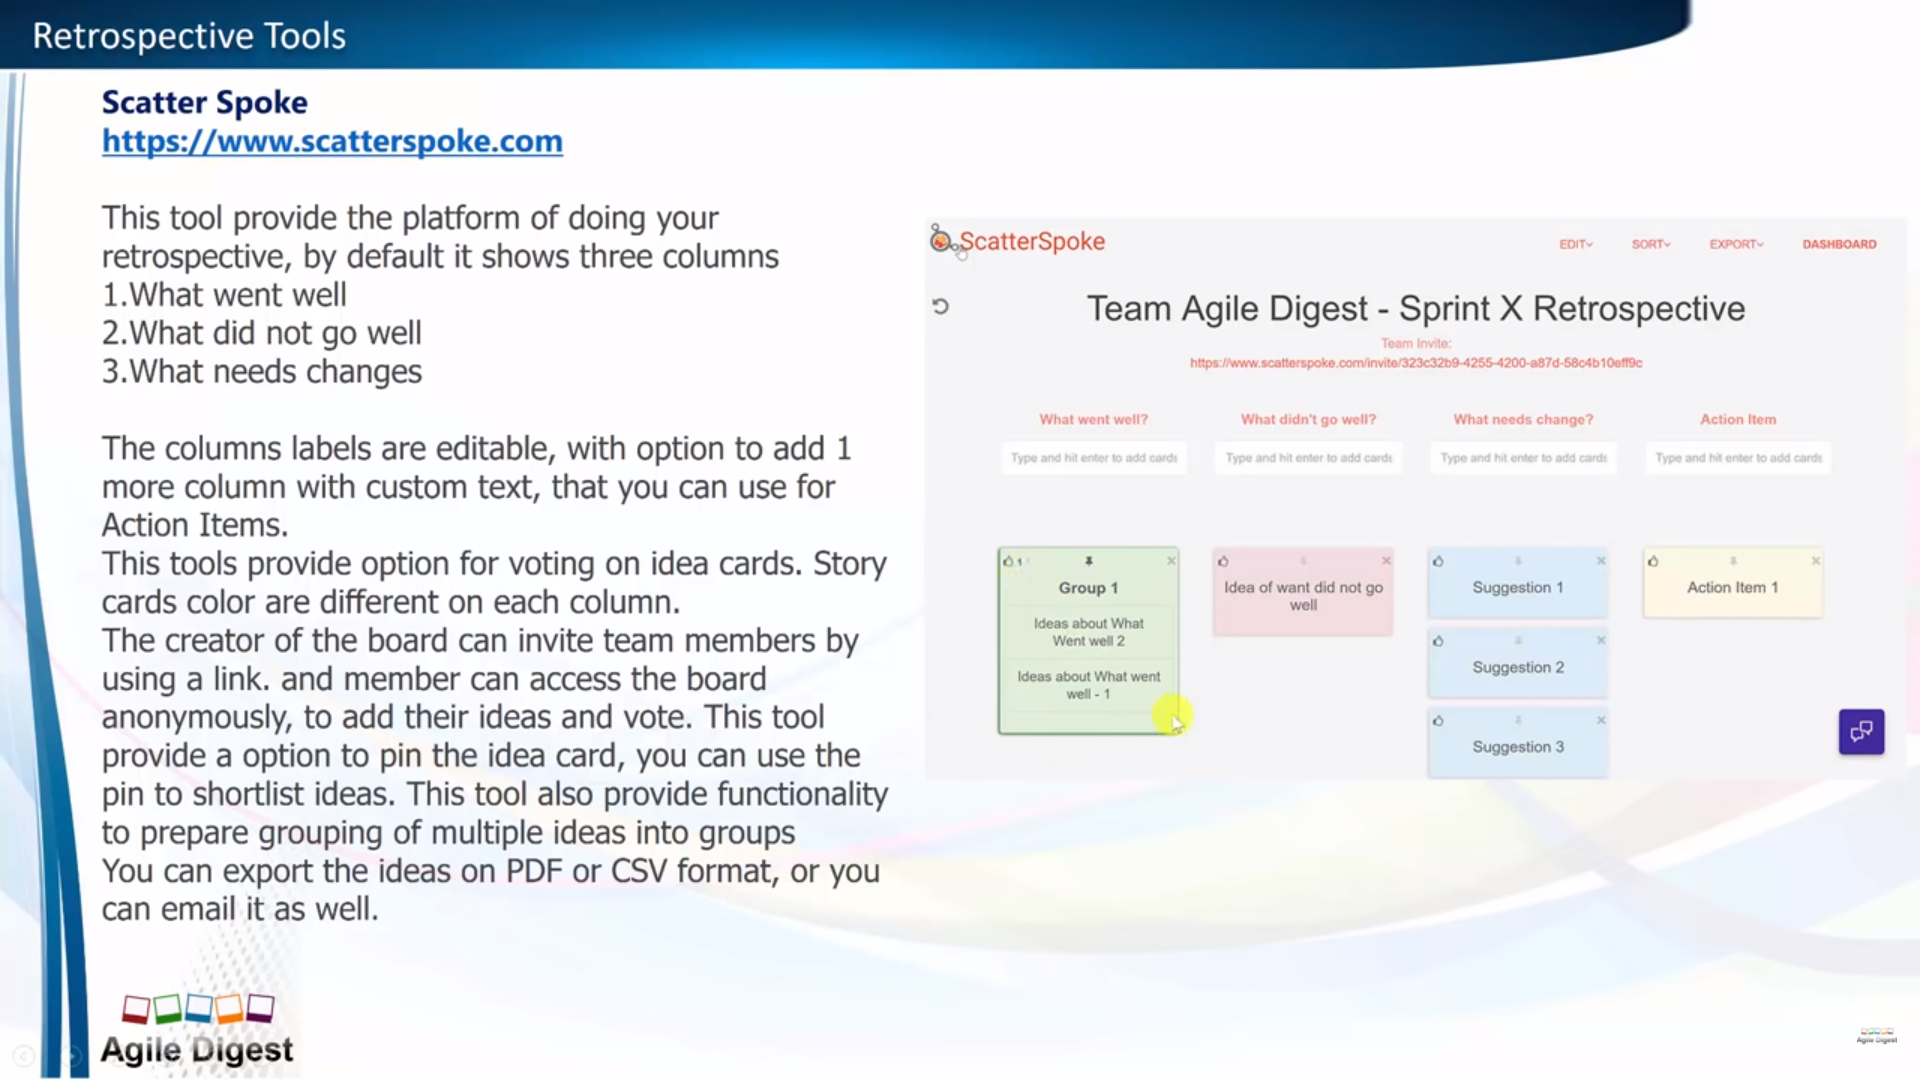 Retrospective Tools
Scatter Spoke
https://www.scatterspoke.com
This tool provide the platform of doing your
retrospective, by default it shows three columns
1.What went well
2.What did not go well
3.What needs changes
The columns labels are editable, with option to add 1
more column with custom text, that you can use for
Action Items.
This tools provide option for voting on idea cards. Story
cards color are different on each column.
The creator of the board can invite team members by
using a link. and member can access the board
anonymously, to add their ideas and vote. This tool
provide a option to pin the idea card, you can use the
pin to shortlist ideas. This tool also provide functionality
to prepare grouping of multiple ideas into groups
You can export the ideas on PDF or CSV format, or you
can email it as well.
Agile Digest
ScatterSpoke
EDIT SORT EXPORT DASHBOARD
Team Agile Digest - Sprint X Retrospective
Team Invite:
https://www.scatterspoke.com/invite/323c32b9-4255-4200-a87d-58c4b10eff9c
What went well? What didn't go well? What needs change? Action Item
Type and hit enter to add cards Type and hit enter to add cards Type and hit enter to add cards Type and hit enter to add cards
1
Group 1
Ideas about What
Went well 2
Ideas about What went
well - 1
Idea of want did not go
well
Suggestion 1
Suggestion 2
Suggestion 3
Action Item 1
Agile Digest